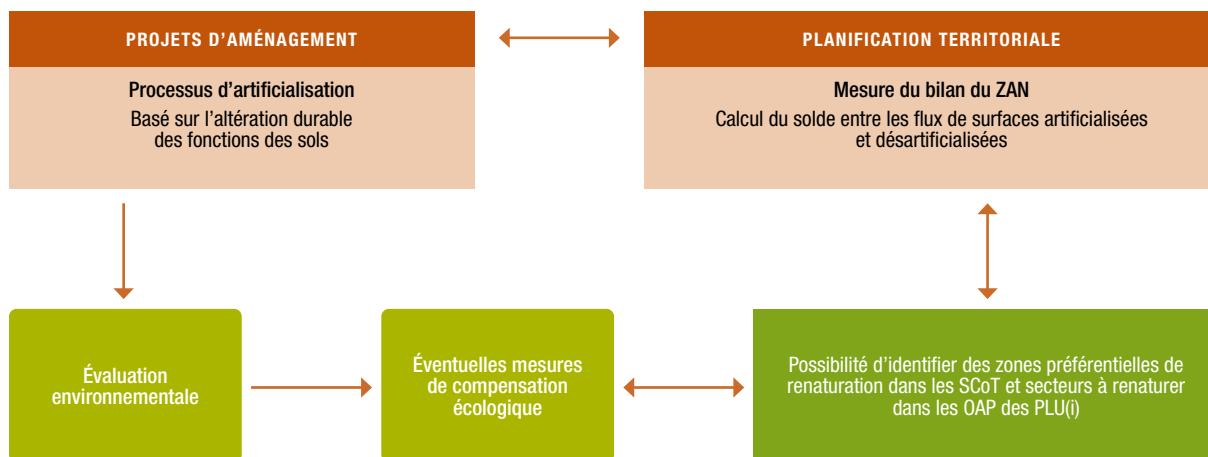 PROJETS D’AMÉNAGEMENT
Processus d’artificialisation
Basé sur l’altération durable
des fonctions des sols
PLANIFICATION TERRITORIALE
Mesure du bilan du ZAN
Calcul du solde entre les flux de surfaces artificialisées
et désartificialisées
Évaluation
environnementale
Éventuelles mesures
de compensation
écologique
Possibilité d’identifier des zones préférentielles de
renaturation dans les SCoT et secteurs à renaturer
dans les OAP des PLU(i)